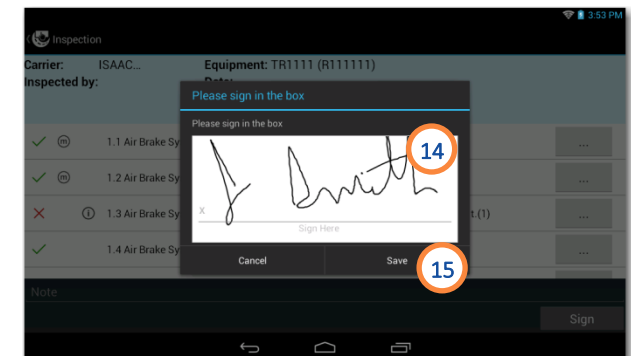 3:53 PM
Inspection
Carrier: ISAAC... Equipment: TR1111 (R111111)
Inspected by:
Please sign in the box
Please sign in the box
14
J Smith
X
Sign Here
m 1.1 Air Brake Sy ...
m 1.2 Air Brake Sy ...
1.3 Air Brake Sy t.(1) ...
1.4 Air Brake Sy ...
Cancel Save 15
Note
Sign